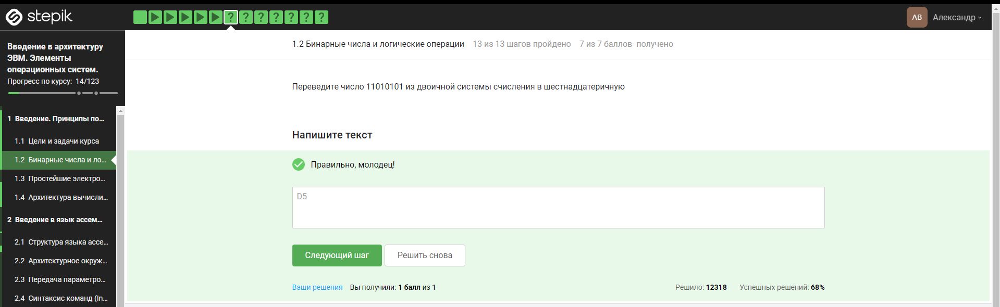 stepik
? ? ? ? ? ? ?
АВ Александр
Введение в архитектуру
ЭВМ. Элементы
операционных систем.
Прогресс по курсу: 14/123
1 Введение. Принципы по...
1.1 Цели и задачи курса
1.2 Бинарные числа и ло...
1.3 Простейшие электро...
1.4 Архитектура вычисли...
2 Введение в язык ассем...
2.1 Структура языка ассе...
2.2 Архитектурное окруж...
2.3 Передача параметро...
2.4 Синтаксис команд (In...
1.2 Бинарные числа и логические операции 13 из 13 шагов пройдено 7 из 7 баллов получено
Переведите число 11010101 из двоичной системы счисления в шестнадцатеричную
Напишите текст
Правильно, молодец!
D5
Следующий шаг Решить снова
Ваши решения Вы получили: 1 балл из 1 Решило: 12318 Успешных решений: 68%